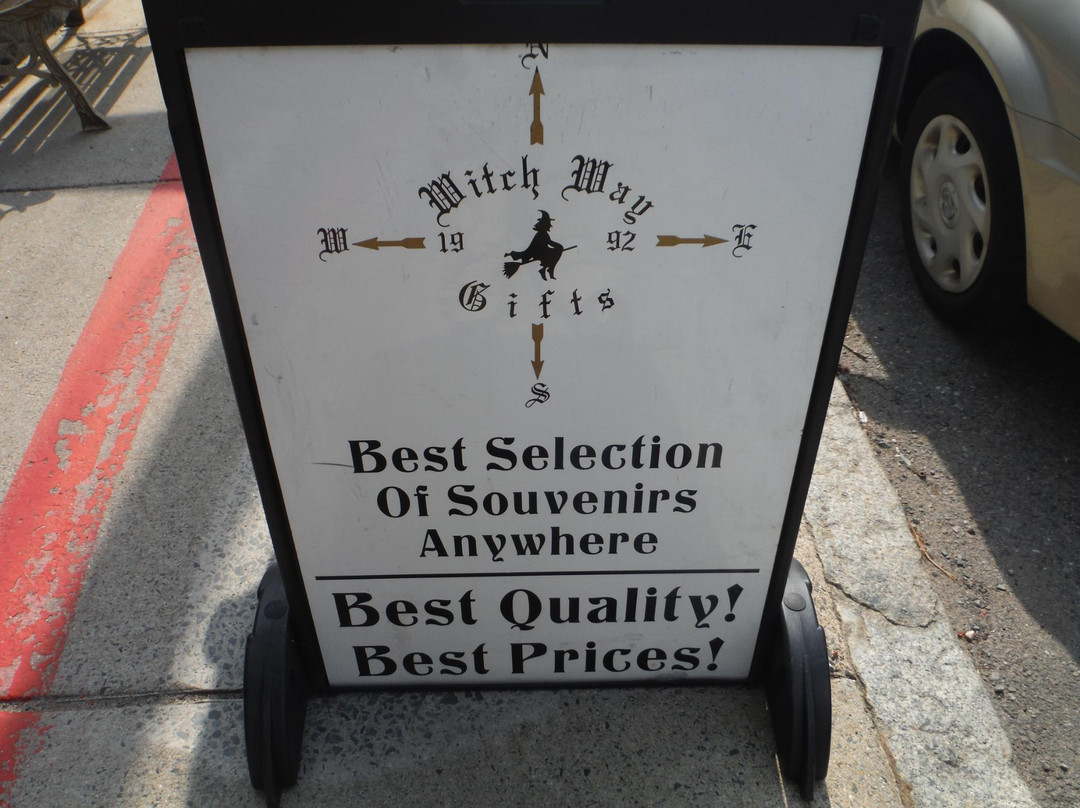 N
Witch Way
W 19 92 E
Gifts
S
Best Selection
Of Souvenirs
Anywhere
Best Quality!
Best Prices!